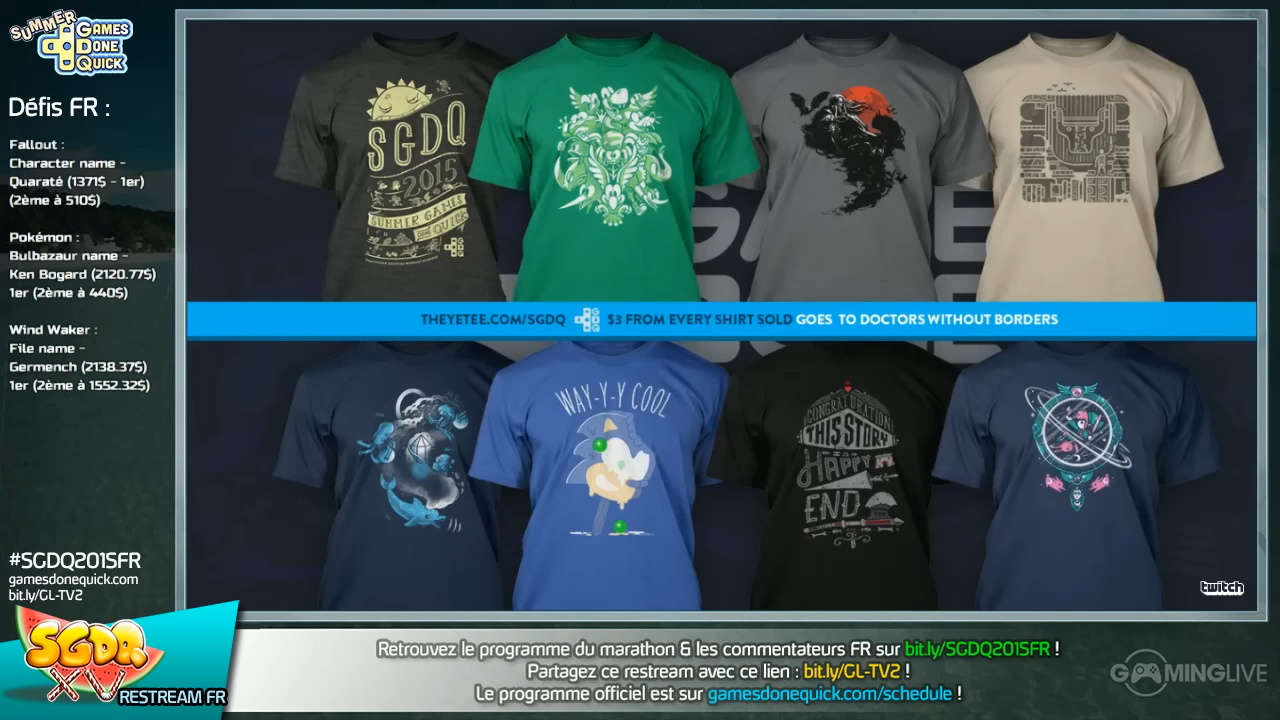 SUMMER
GAMES
DONE
QUICK
Défis FR :
Fallout :
Character name -
Quaraté (1371$ - 1er)
(2ème à 510$)
Pokémon :
Bulbazaur name -
Ken Bogard (2120.77$)
1er (2ème à 440$)
Wind Waker :
File name -
Germench (2138.37$)
1er (2ème à 1552.32$)
#SGDQ2015FR
gamesdonequick.com
bit.ly/GL-TV2
SGDQ
RESTREAM FR
SGDQ
2015
SUMMER GAMES
DONE QUICK
THEYETEE.COM/SGDQ $3 FROM EVERY SHIRT SOLD GOES TO DOCTORS WITHOUT BORDERS
WAY-Y-Y COOL
CONGRATURATION
THIS STORY
HAPPY
END
twitch
Retrouvez le programme du marathon & les commentateurs FR sur bit.ly/SGDQ2015FR !
Partagez ce restream avec ce lien : bit.ly/GL-TV2 !
Le programme officiel est sur gamesdonequick.com/schedule !
GAMINGLIVE